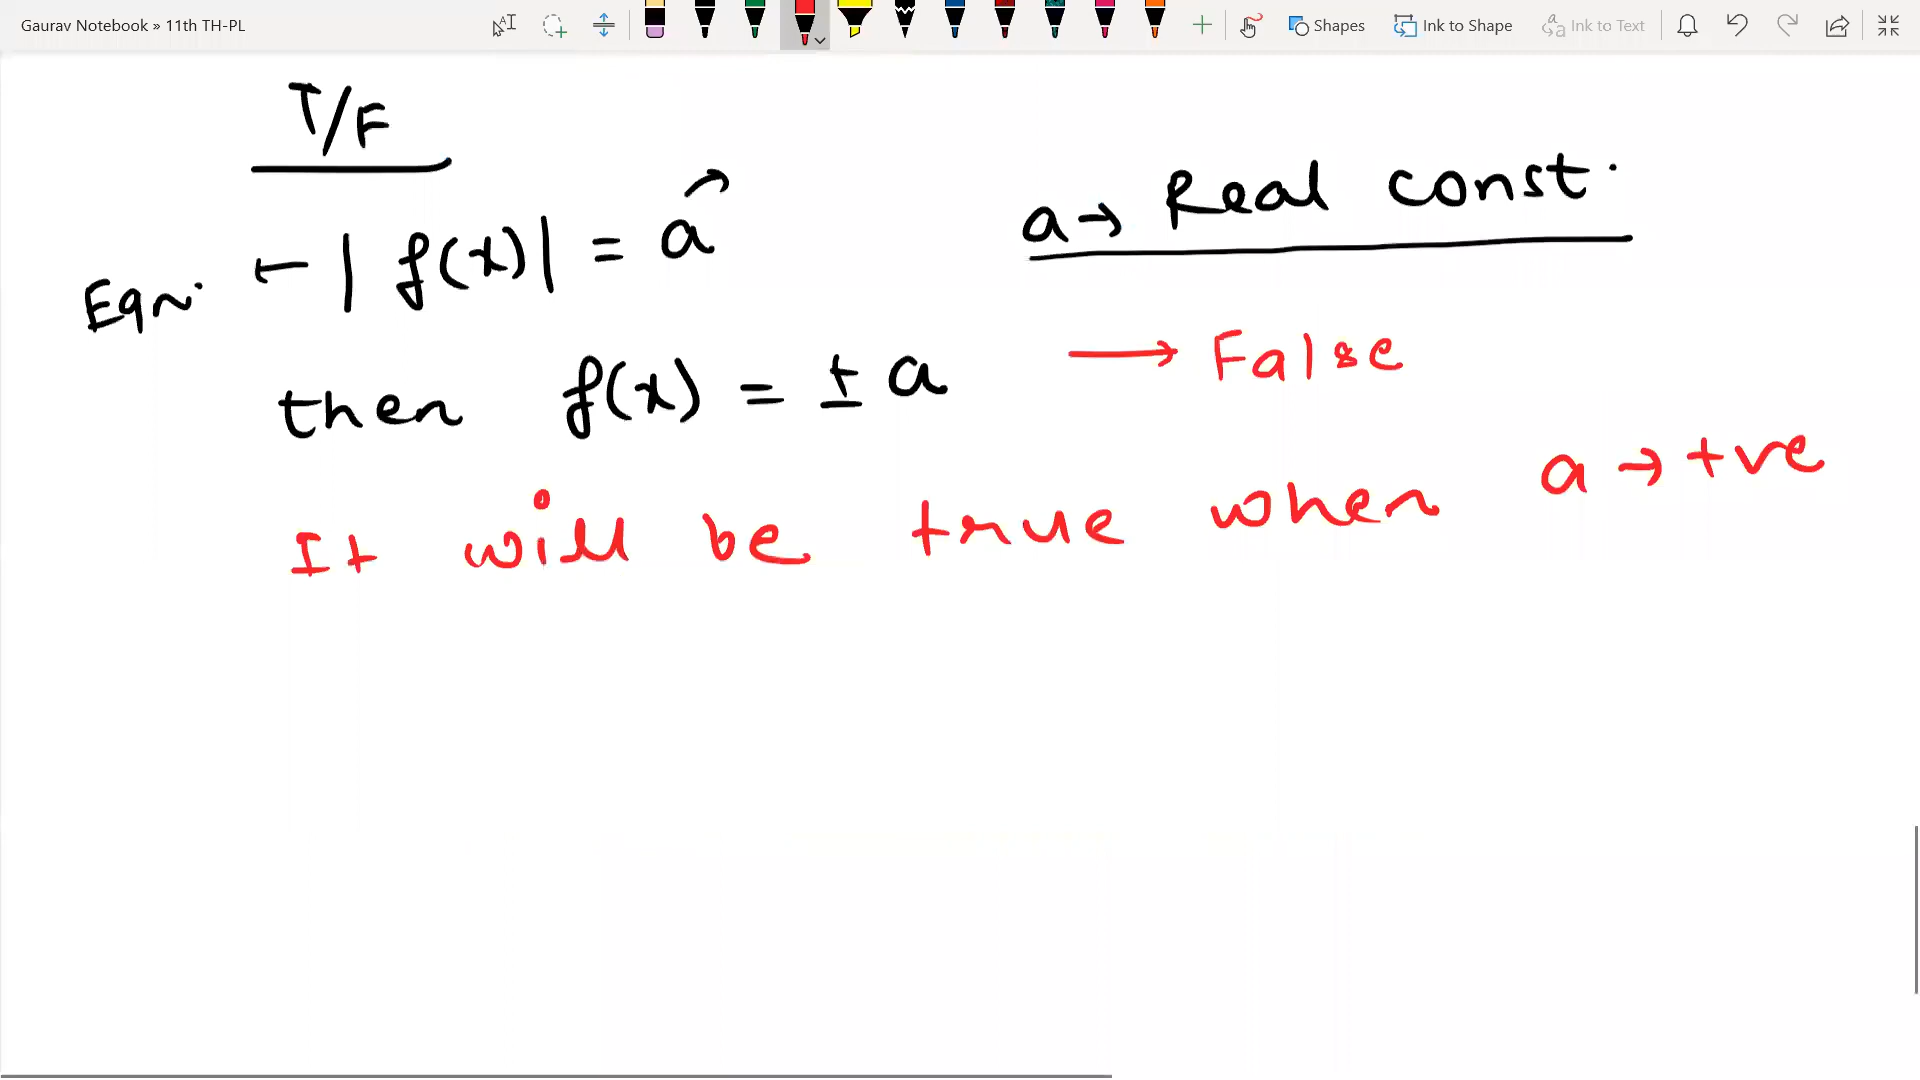 Gaurav Notebook » 11th TH-PL
Shapes
Ink to Shape
Ink to Text
T/F
a → Real const.
Eqn. ← | f(x)| = a
then f(x) = ± a → False
It will be true when a → +ve